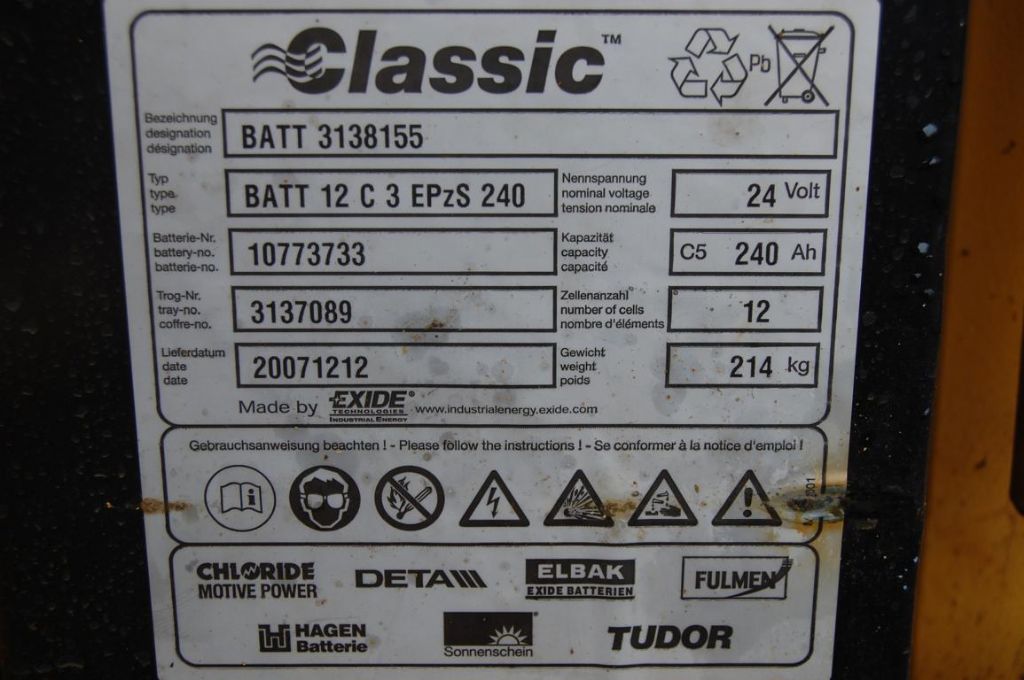 Classic™
Pb
Bezeichnung
designation
désignation
BATT 3138155
Typ
type
type
BATT 12 C 3 EPzS 240
Nennspannung
nominal voltage
tension nominale
24 Volt
Batterie-Nr.
battery-no.
batterie-no.
10773733
Kapazität
capacity
capacité
C5 240 Ah
Trog-Nr.
tray-no.
coffre-no.
3137089
Zellenanzahl
number of cells
nombre d'éléments
12
Lieferdatum
date
date
20071212
Gewicht
weight
poids
214 kg
Made by EXIDE® www.industrialenergy.exide.com
TECHNOLOGIES
INDUSTRIAL ENERGY
Gebrauchsanweisung beachten ! - Please follow the instructions ! - Se conformer à la notice d'emploi !
CHLORIDE
MOTIVE POWER
DETA
ELBAK
EXIDE BATTERIEN
FULMEN
HAGEN
Batterie
Sonnenschein
TUDOR